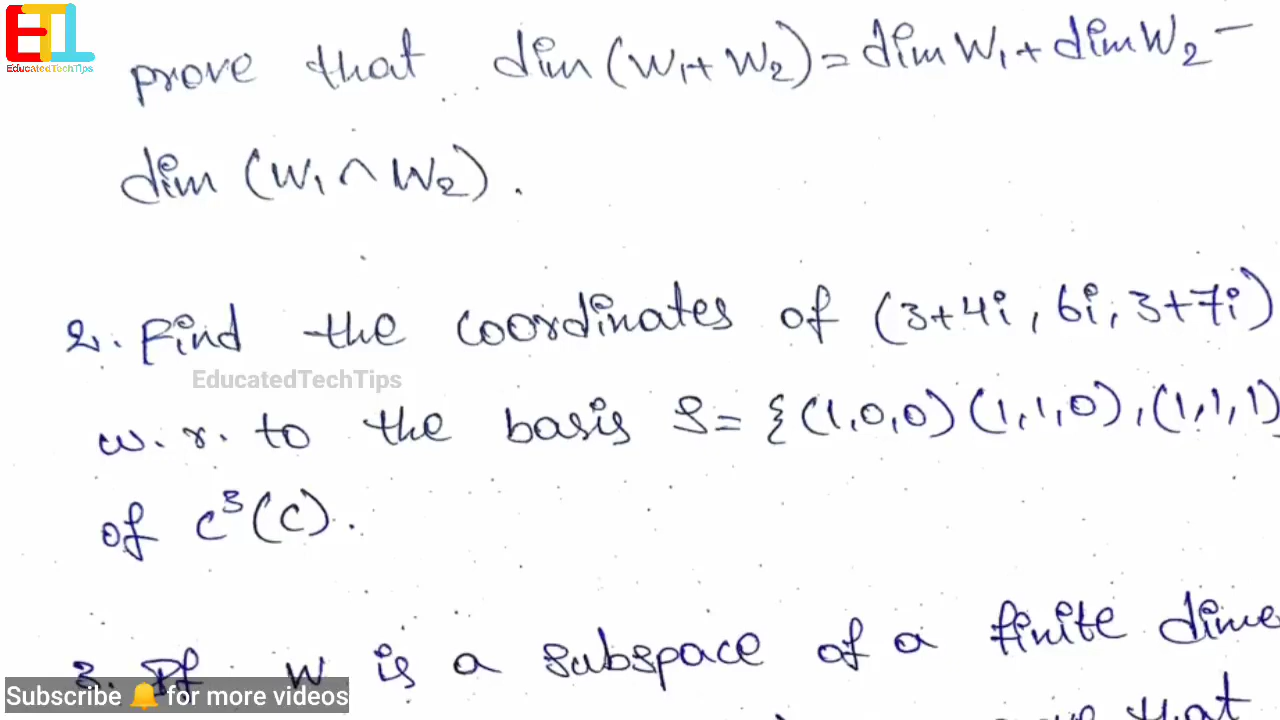 ETL
EducatedTechTips
prove that dim (W1+ W2) = dim W1 + dim W2 -
dim (W1 ∩ W2).
2. Find the coordinates of (3+4i, 6i, 3+7i)
EducatedTechTips
w.r. to the basis S = {(1,0,0) (1,1,0), (1,1,1)
of C³(C).
3. If W is a subspace of a finite dime
that
Subscribe 🔔 for more videos